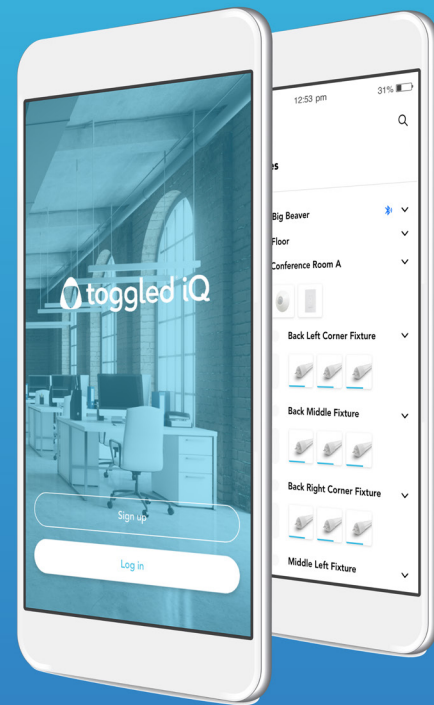 toggled iQ
Sign up
Log in
12:53 pm
31%
Big Beaver
Floor
Conference Room A
Back Left Corner Fixture
Back Middle Fixture
Back Right Corner Fixture
Middle Left Fixture